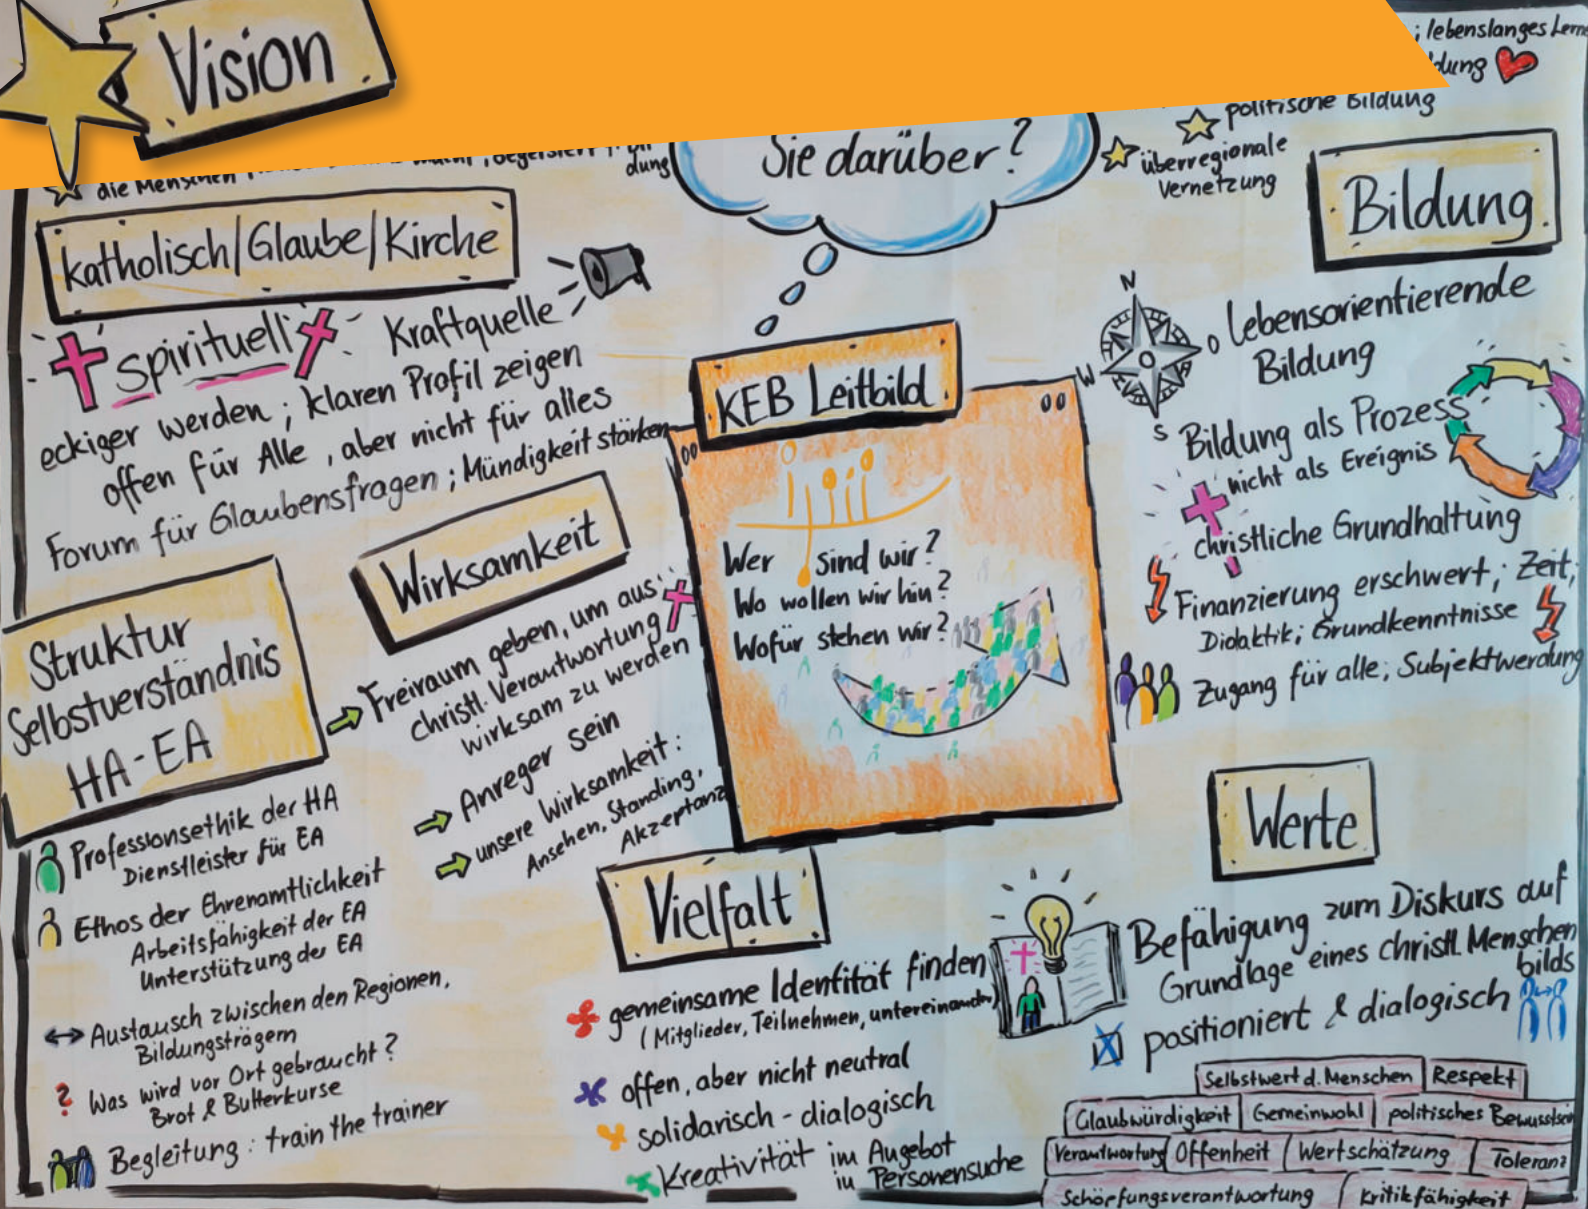 Vision
; lebenslanges
dung
politische Bildung
überregionale
Vernetzung
die Menschen
dung
Sie darüber?
katholisch/Glaube/Kirche
spirituell
Kraftquelle
eckiger werden; klaren Profil zeigen
offen für Alle, aber nicht für alles
Forum für Glaubensfragen; Mündigkeit stärken
Struktur
Selbstverständnis
HA-EA
Professionsethik der HA
Dienstleister für EA
Ethos der Ehrenamtlichkeit
Arbeitsfähigkeit der EA
Unterstützung der EA
Austausch zwischen den Regionen,
Bildungsträgern
? Was wird vor Ort gebraucht?
Brot & Butterkurse
Begleitung: train the trainer
Wirksamkeit
Freiraum geben, um aus
christl. Verantwortung
wirksam zu werden
Anreger sein
unsere Wirksamkeit:
Ansehen, Standing,
Akzeptanz
KEB Leitbild
Wer sind wir?
Wo wollen wir hin?
Wofür stehen wir?
Vielfalt
gemeinsame Identität finden
(Mitglieder, Teilnehmen, untereinander)
offen, aber nicht neutral
solidarisch - dialogisch
Kreativität im Angebot
in Personensuche
Bildung
N
W
S
O
lebensorientierende
Bildung
Bildung als Prozess
nicht als Ereignis
christliche Grundhaltung
Finanzierung erschwert; Zeit;
Didaktik; Grundkenntnisse
Zugang für alle; Subjektwerdung
Werte
Befähigung zum Diskurs auf
Grundlage eines christl. Menschen
bilds
positioniert & dialogisch
Selbstwert d. Menschen Respekt
Glaubwürdigkeit Gemeinwohl politisches Bewusstsein
Verantwortung Offenheit Wertschätzung Toleranz
Schöpfungsverantwortung Kritikfähigkeit